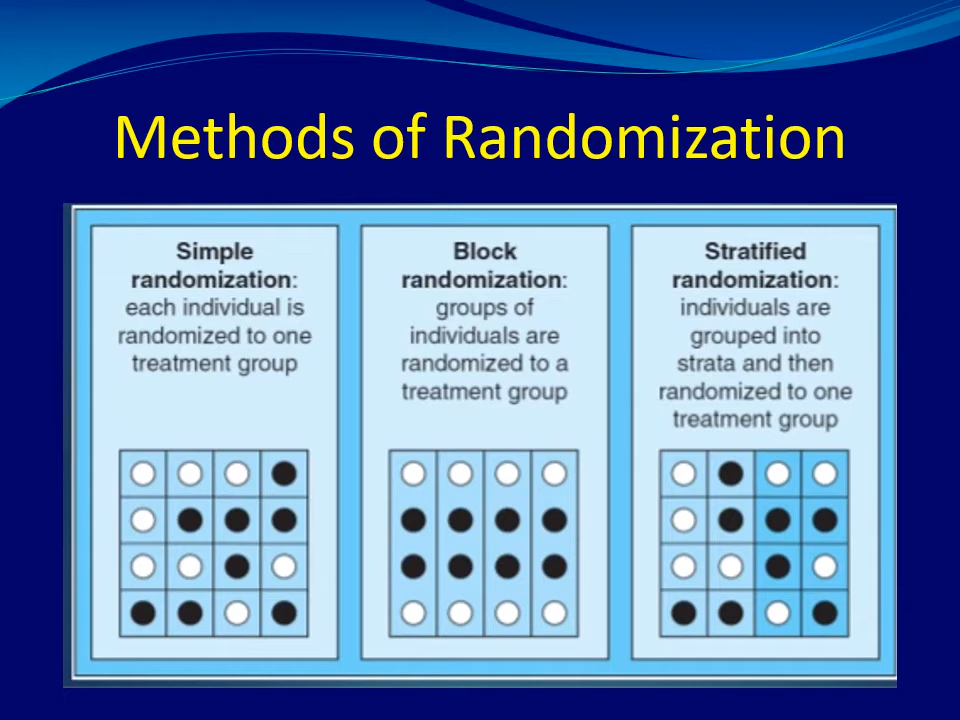 Methods of Randomization
Simple
randomization:
each individual is
randomized to one
treatment group
Block
randomization:
groups of
individuals are
randomized to a
treatment group
Stratified
randomization:
individuals are
grouped into
strata and then
randomized to one
treatment group